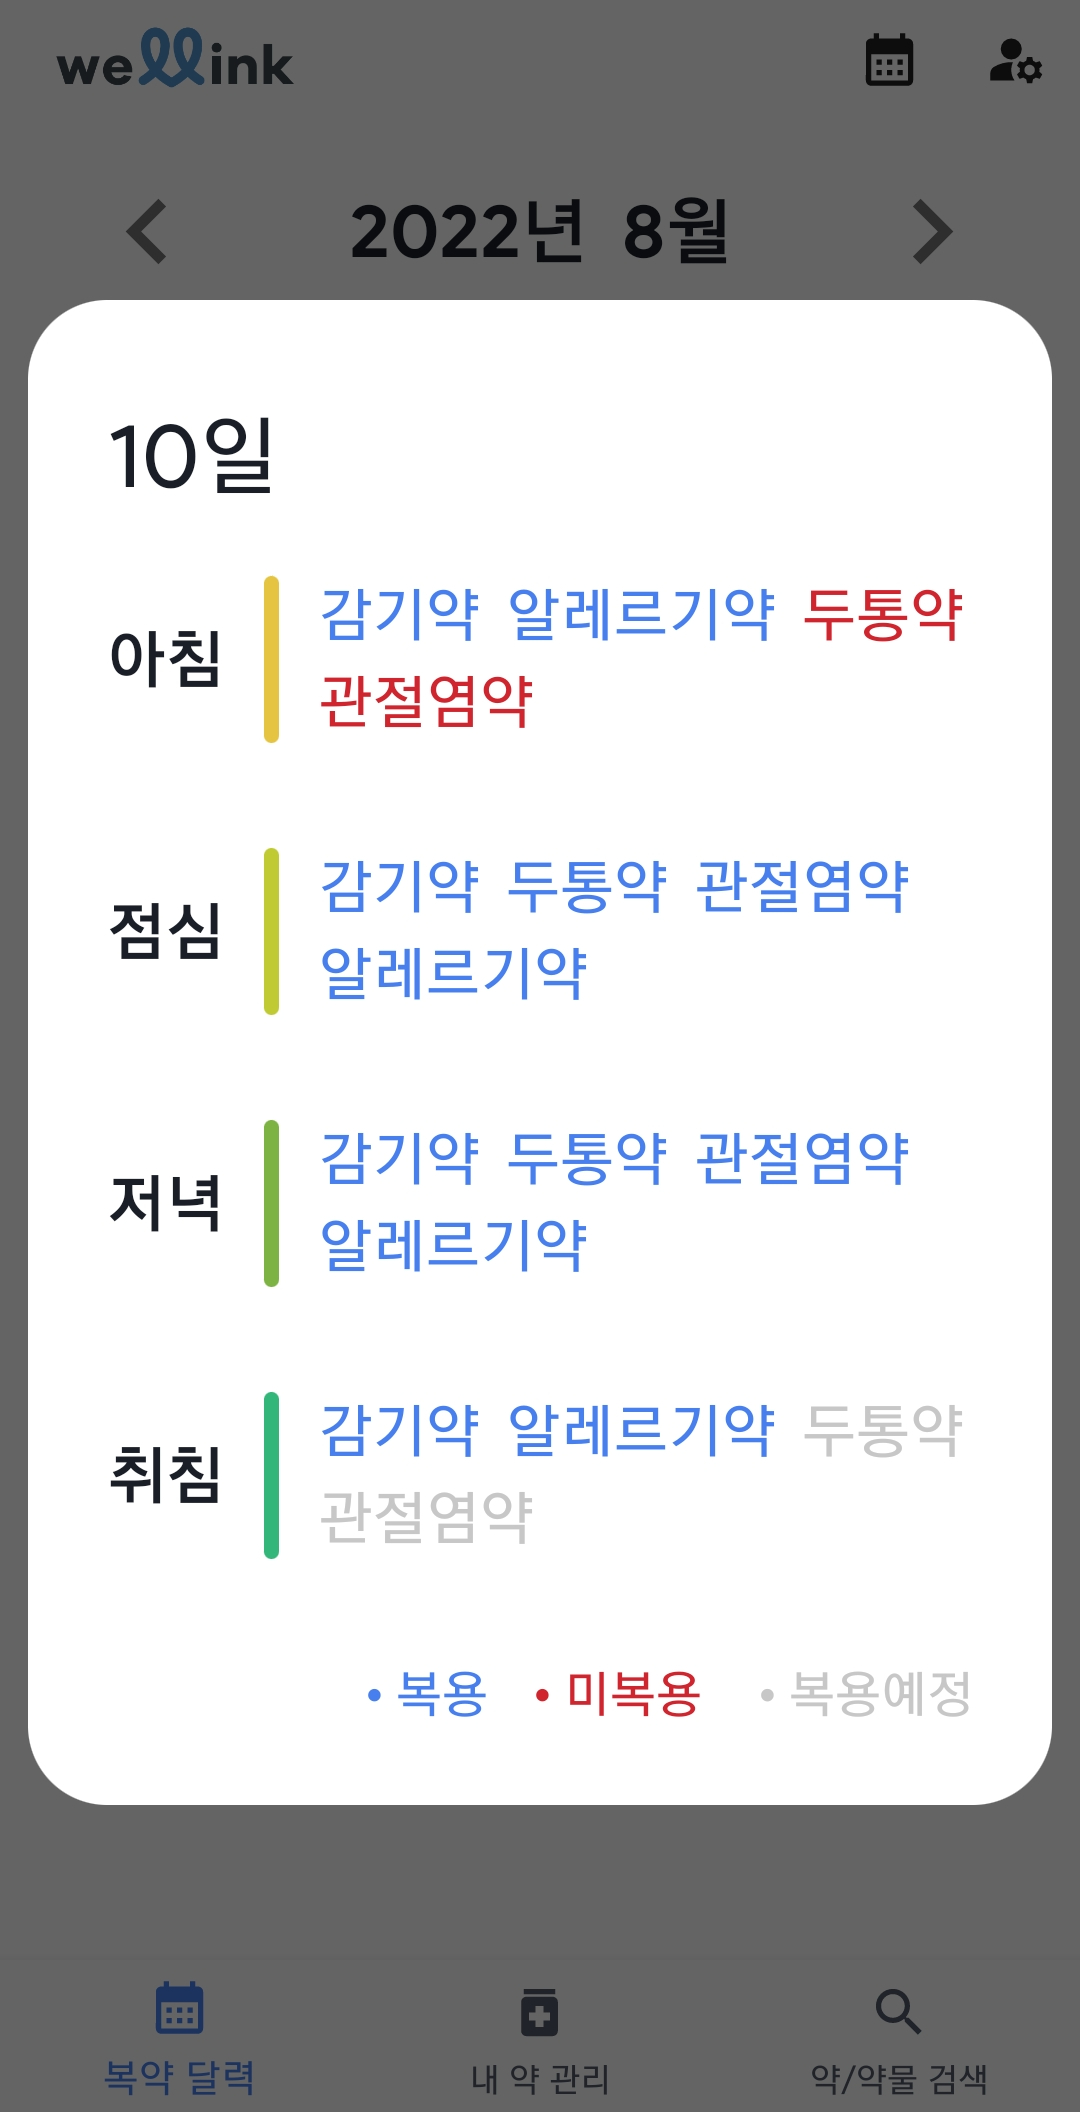 wellink
2022년 8월
10일
아침
감기약 알레르기약 두통약
관절염약
점심
감기약 두통약 관절염약
알레르기약
저녁
감기약 두통약 관절염약
알레르기약
취침
감기약 알레르기약 두통약
관절염약
• 복용 • 미복용 • 복용예정
복약 달력 내 약 관리 약/약물 검색